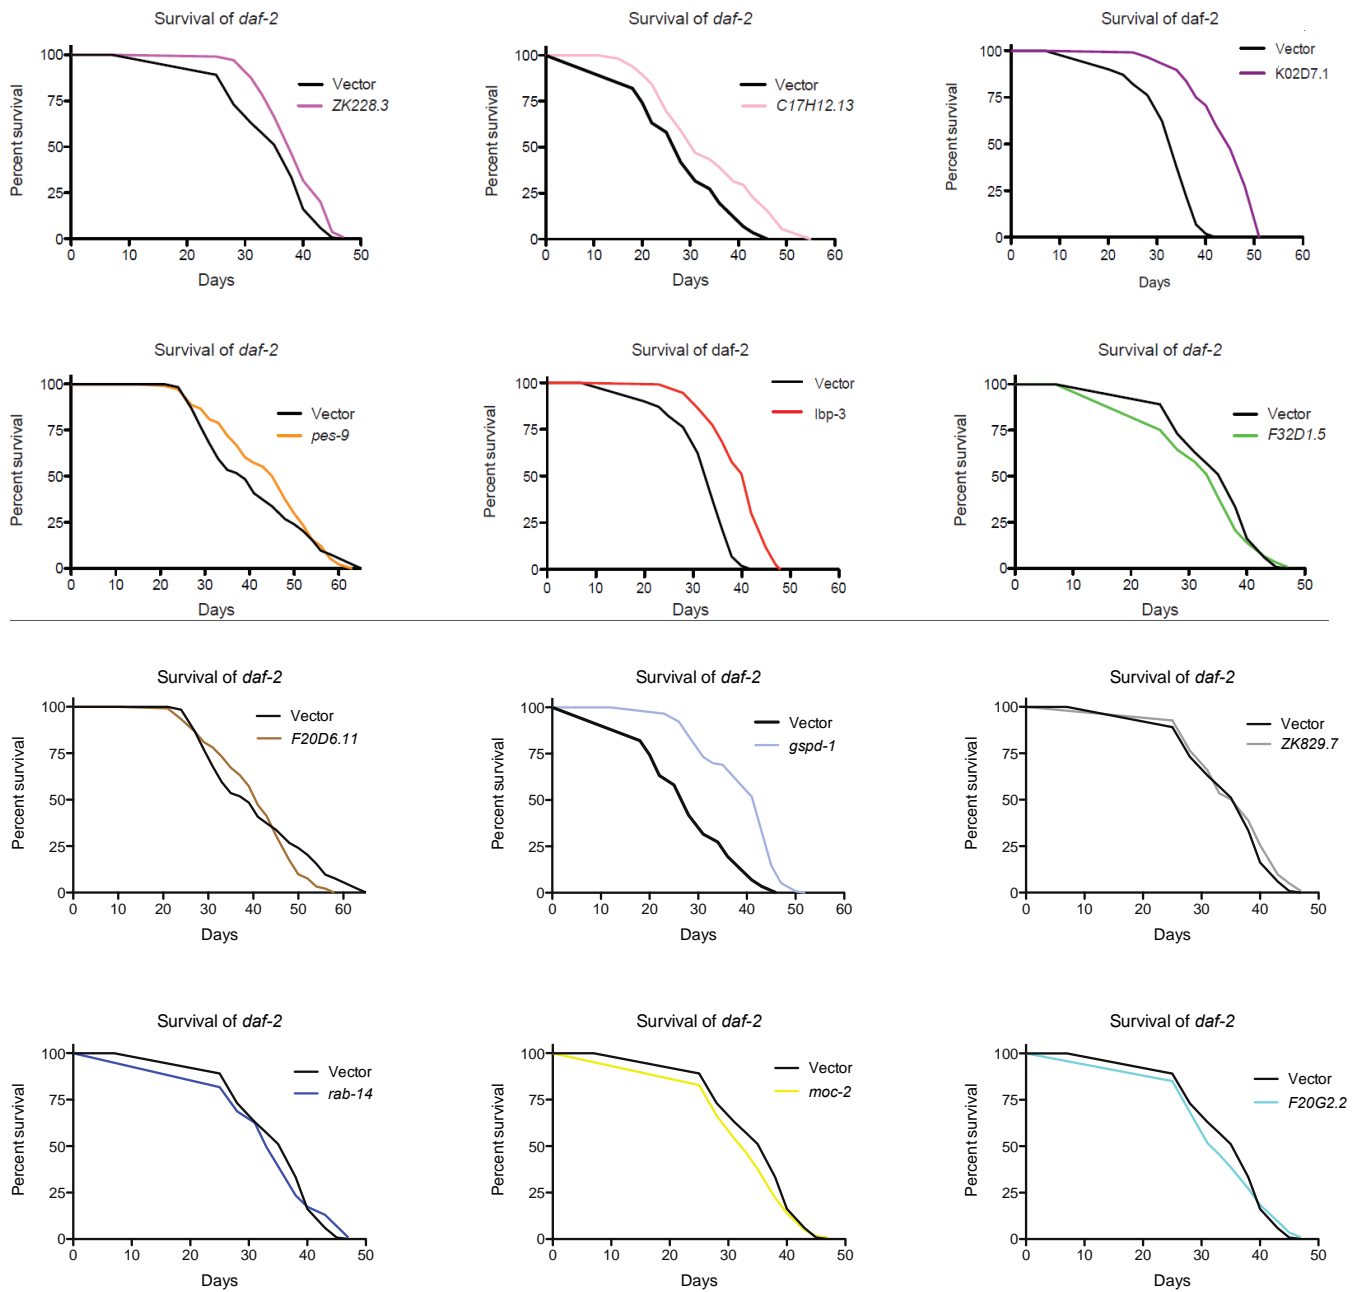 Survival of daf-2
Survival of daf-2
Survival of daf-2
100
75
50
25
0
Percent survival
0 10 20 30 40 50
Days
Vector
ZK228.3
100
75
50
25
0
Percent survival
0 10 20 30 40 50 60
Days
Vector
C17H12.13
100
75
50
25
0
Percent survival
0 10 20 30 40 50 60
Days
Vector
K02D7.1
Survival of daf-2
Survival of daf-2
Survival of daf-2
100
75
50
25
0
Percent survival
0 10 20 30 40 50 60
Days
Vector
pes-9
100
75
50
25
0
Percent survival
0 10 20 30 40 50 60
Days
Vector
lbp-3
100
75
50
25
0
Percent survival
0 10 20 30 40 50
Days
Vector
F32D1.5
Survival of daf-2
Survival of daf-2
Survival of daf-2
100
75
50
25
0
Percent survival
0 10 20 30 40 50 60
Days
Vector
F20D6.11
100
75
50
25
0
Percent survival
0 10 20 30 40 50 60
Days
Vector
gspd-1
100
75
50
25
0
Percent survival
0 10 20 30 40 50
Days
Vector
ZK829.7
Survival of daf-2
Survival of daf-2
Survival of daf-2
100
75
50
25
0
Percent survival
0 10 20 30 40 50
Days
Vector
rab-14
100
75
50
25
0
Percent survival
0 10 20 30 40 50
Days
Vector
moc-2
100
75
50
25
0
Percent survival
0 10 20 30 40 50
Days
Vector
F20G2.2